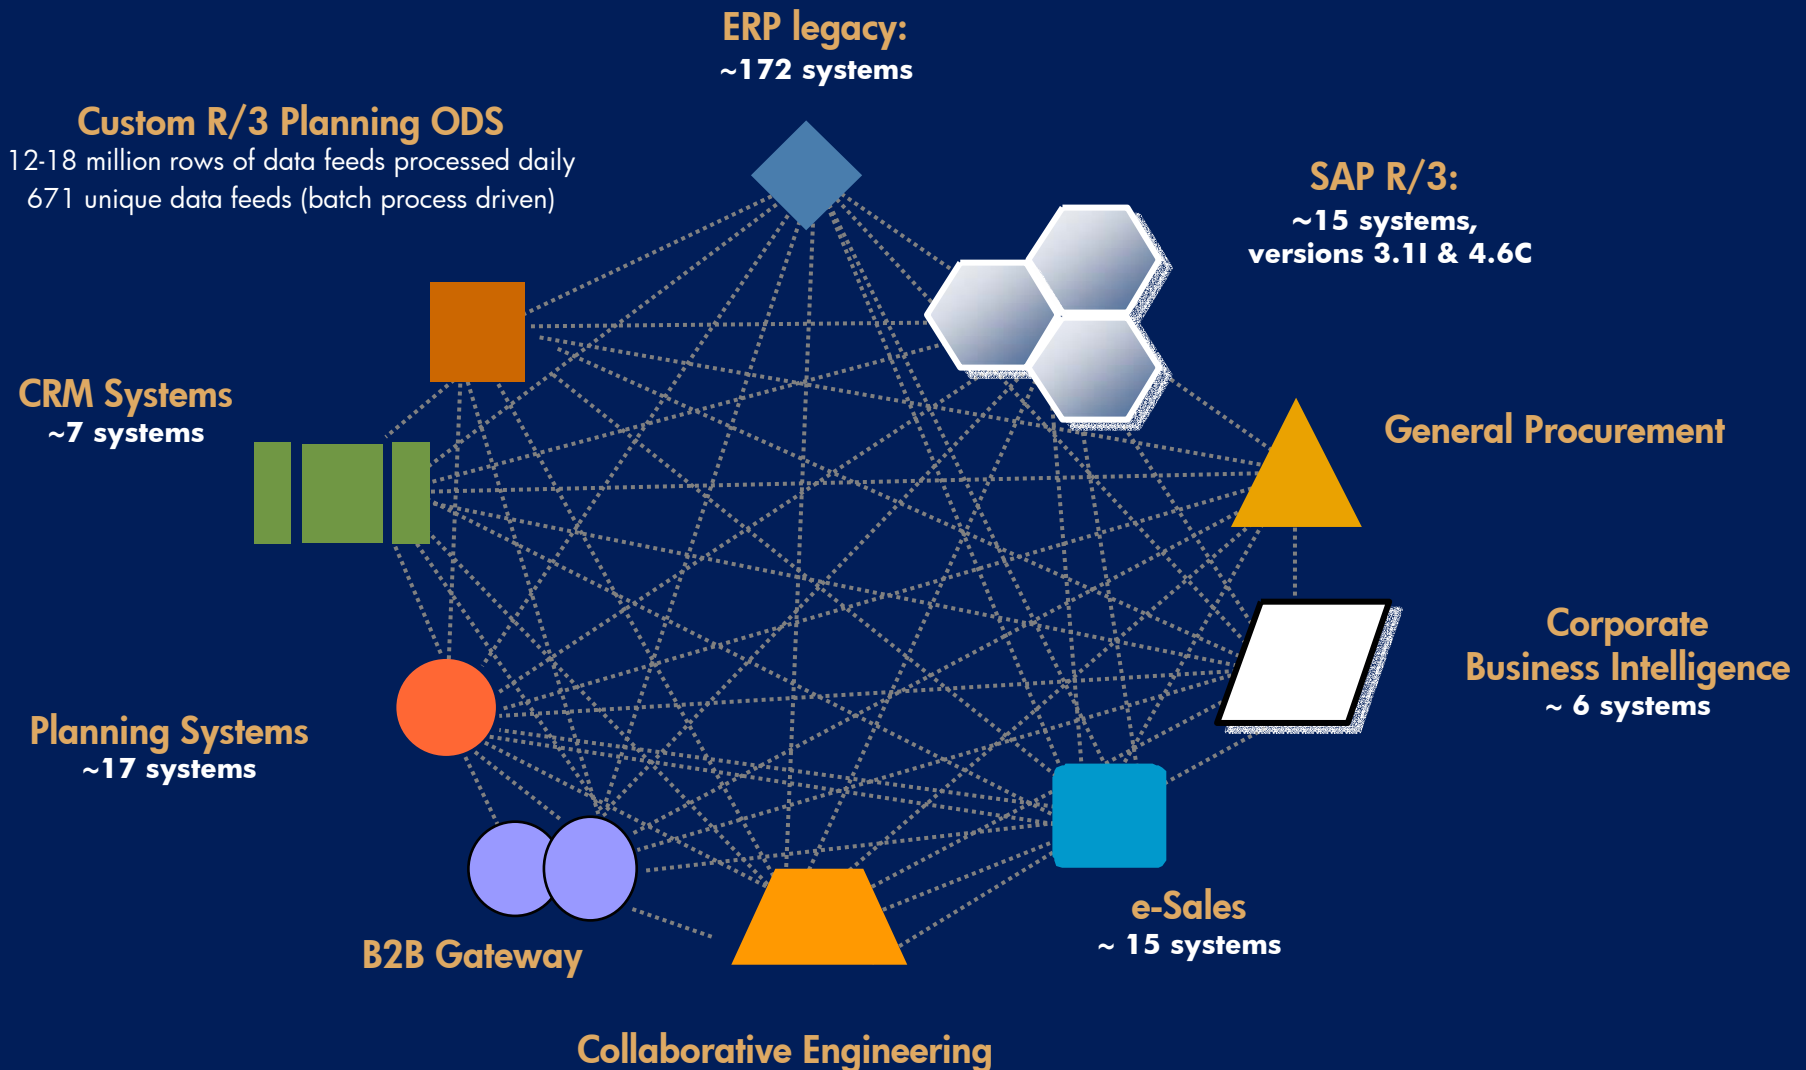 ERP legacy:
~172 systems
Custom R/3 Planning ODS
12-18 million rows of data feeds processed daily
671 unique data feeds (batch process driven)
SAP R/3:
~15 systems,
versions 3.1I & 4.6C
CRM Systems
~7 systems
General Procurement
Corporate
Business Intelligence
~ 6 systems
Planning Systems
~17 systems
e-Sales
~ 15 systems
B2B Gateway
Collaborative Engineering